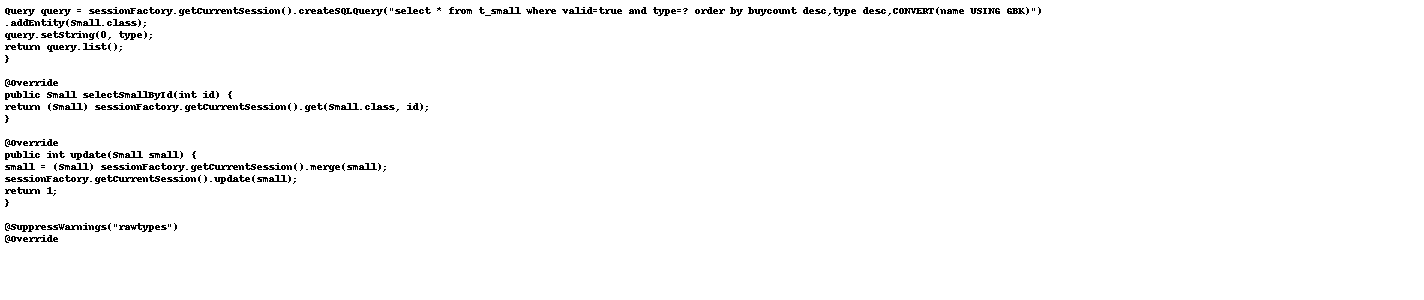 Query query = sessionFactory.getCurrentSession().createSQLQuery("select * from t_small where valid=true and type=? order by buycount desc,type desc,CONVERT(name USING GBK)")
.addEntity(Small.class);
query.setString(0, type);
return query.list();
}

@Override
public Small selectSmallById(int id) {
return (Small) sessionFactory.getCurrentSession().get(Small.class, id);
}

@Override
public int update(Small small) {
small = (Small) sessionFactory.getCurrentSession().merge(small);
sessionFactory.getCurrentSession().update(small);
return 1;
}

@SuppressWarnings("rawtypes")
@Override